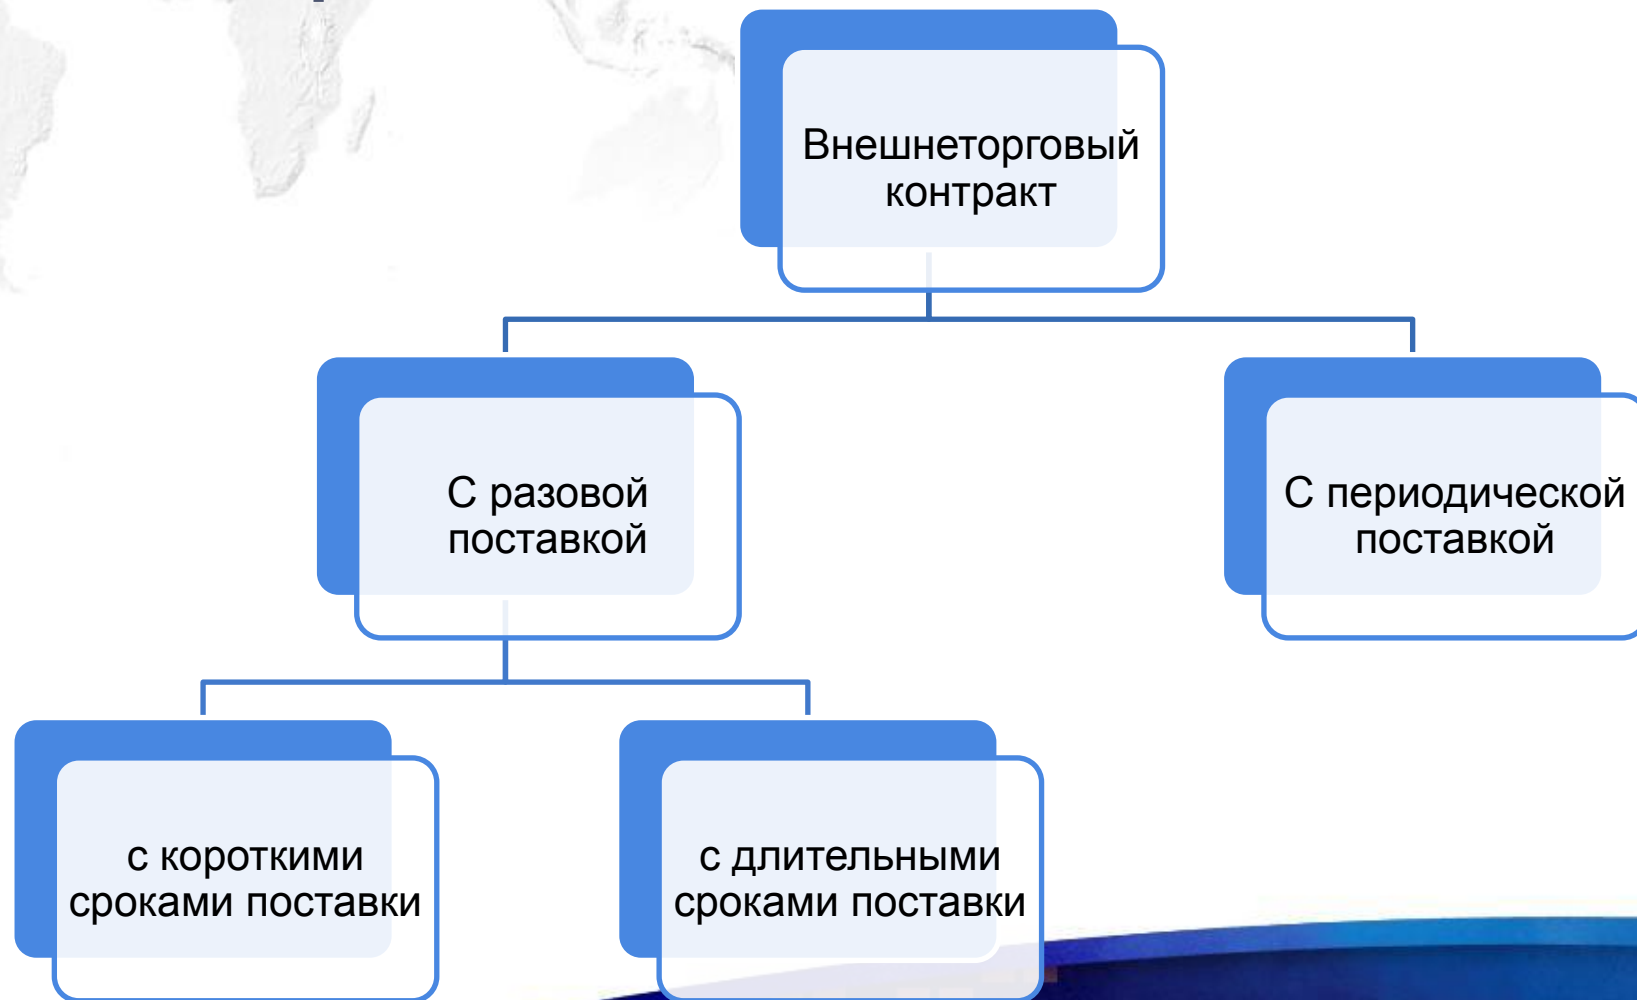 Внешнеторговый
контракт
С разовой
поставкой
С периодической
поставкой
с короткими
сроками поставки
с длительными
сроками поставки